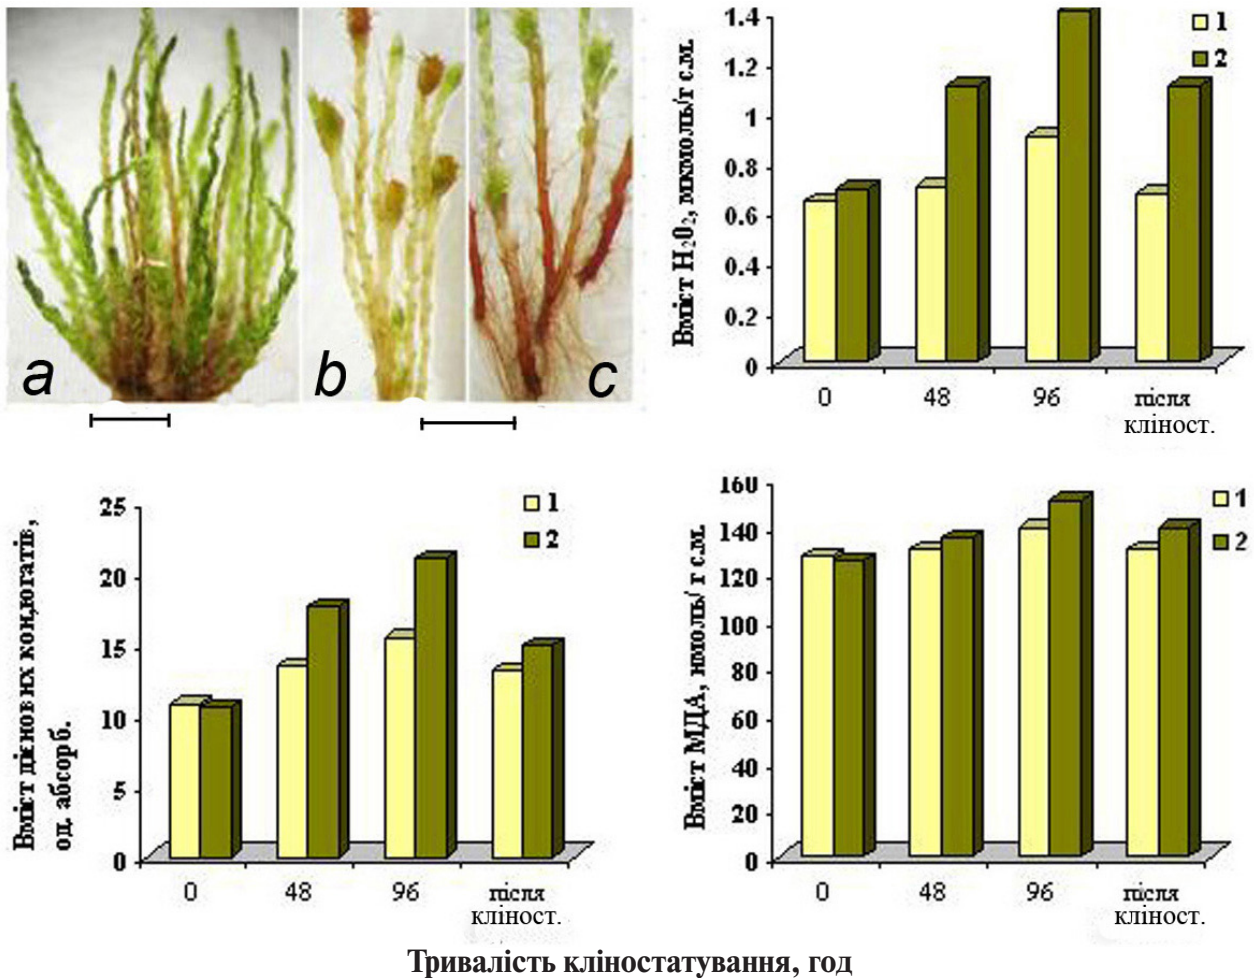 a
b
c
Вміст H₂O₂, мкмоль/г с.м.
1.4
1.2
1
0.8
0.6
0.4
0.2
0
1
2
0
48
96
після
кліност.
Вміст дієнових кон,югатів,
од. абсорб.
25
20
15
10
5
0
1
2
0
48
96
після
кліност.
Вміст МДА, нмоль/ г с.м.
160
140
120
100
80
60
40
20
0
1
2
0
48
96
після
кліност.
Тривалість кліностатування, год